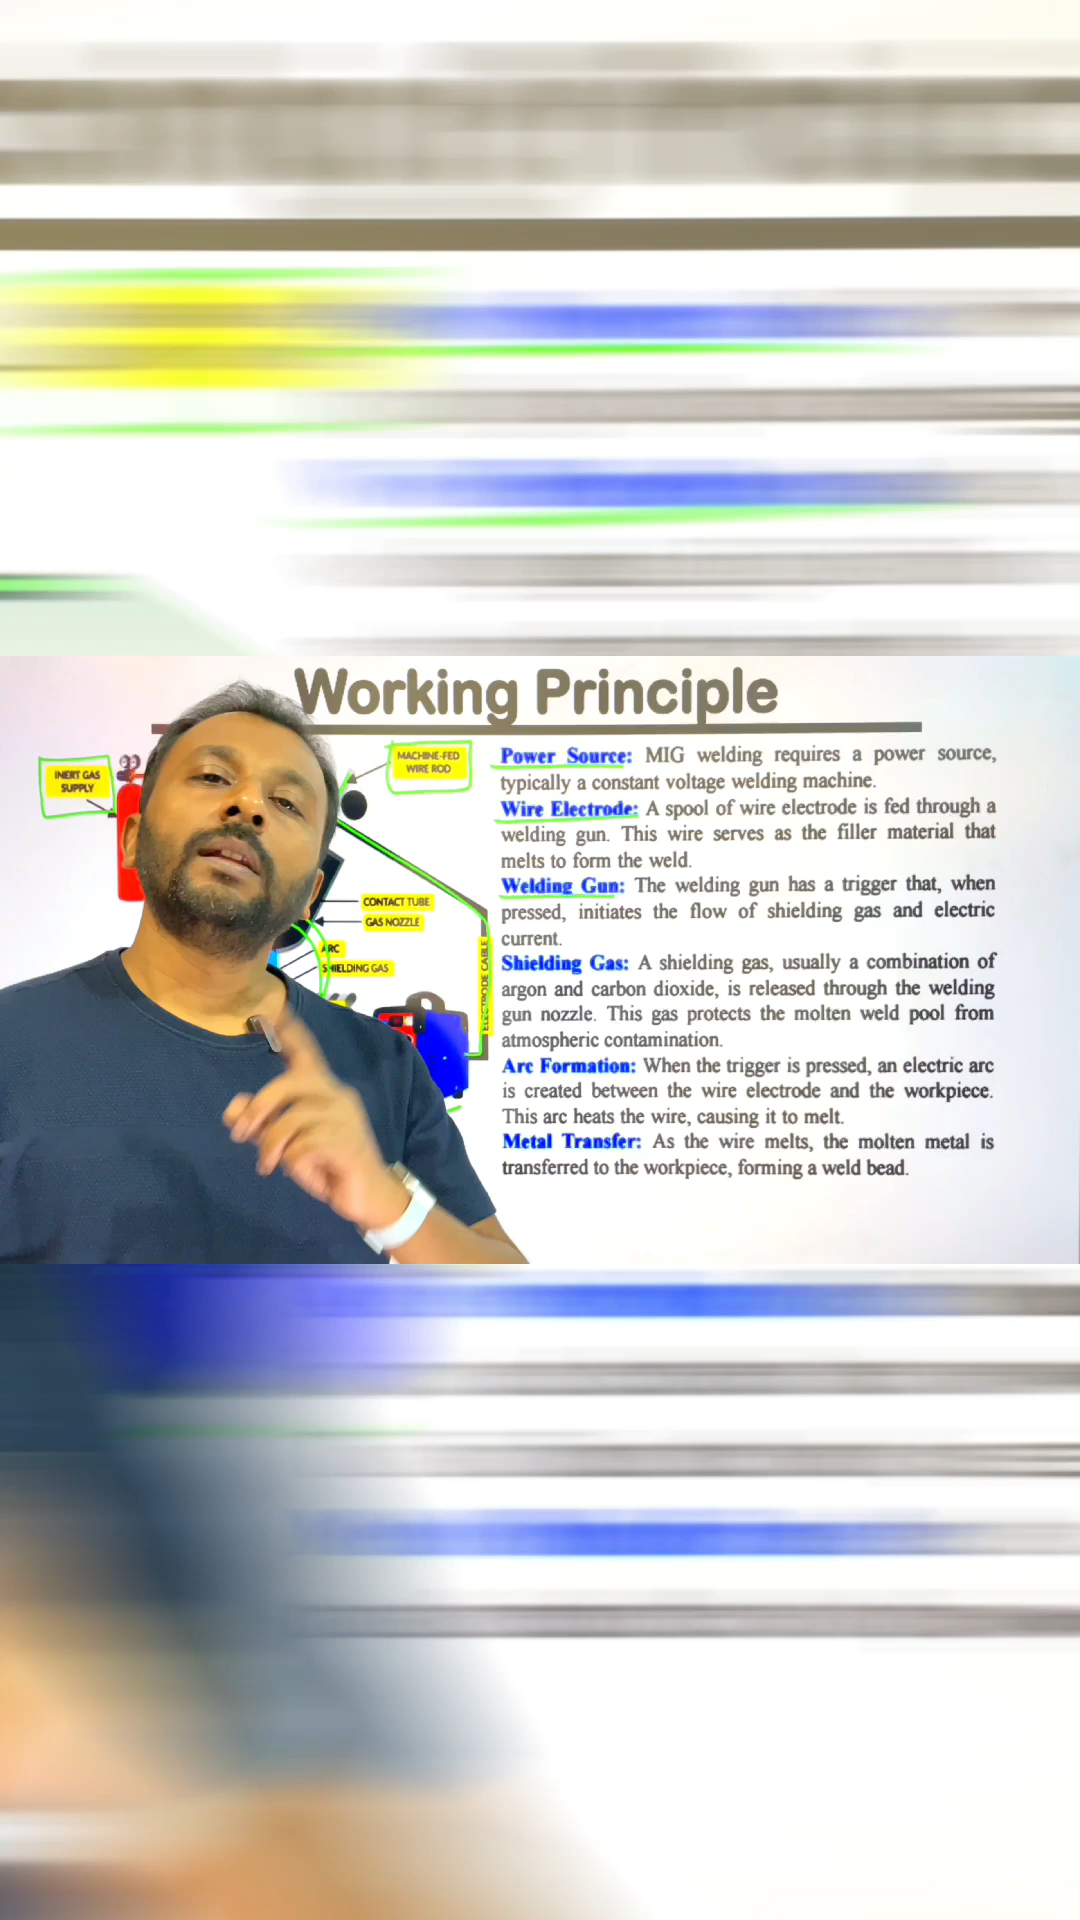 Working Principle
INERT GAS
SUPPLY
MACHINE-FED
WIRE ROD
CONTACT TUBE
GAS NOZZLE
ARC
SHIELDING GAS
ELECTRODE CABLE
Power Source: MIG welding requires a power source,
typically a constant voltage welding machine.
Wire Electrode: A spool of wire electrode is fed through a
welding gun. This wire serves as the filler material that
melts to form the weld.
Welding Gun: The welding gun has a trigger that, when
pressed, initiates the flow of shielding gas and electric
current.
Shielding Gas: A shielding gas, usually a combination of
argon and carbon dioxide, is released through the welding
gun nozzle. This gas protects the molten weld pool from
atmospheric contamination.
Arc Formation: When the trigger is pressed, an electric arc
is created between the wire electrode and the workpiece.
This arc heats the wire, causing it to melt.
Metal Transfer: As the wire melts, the molten metal is
transferred to the workpiece, forming a weld bead.